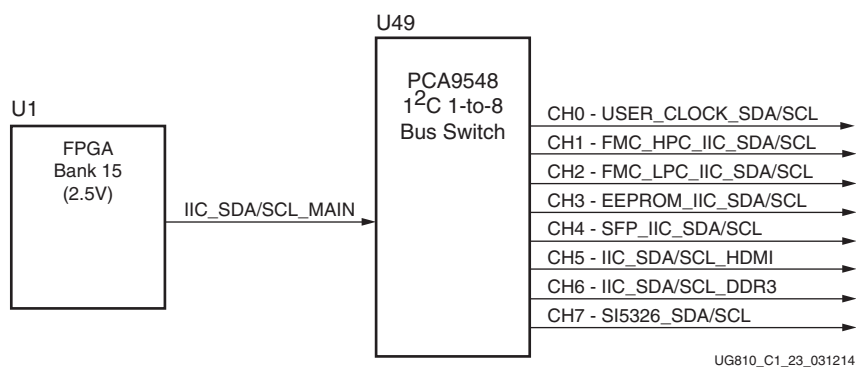 U49
PCA9548
1²C 1-to-8
Bus Switch
U1
FPGA
Bank 15
(2.5V)
IIC_SDA/SCL_MAIN
CH0 - USER_CLOCK_SDA/SCL
CH1 - FMC_HPC_IIC_SDA/SCL
CH2 - FMC_LPC_IIC_SDA/SCL
CH3 - EEPROM_IIC_SDA/SCL
CH4 - SFP_IIC_SDA/SCL
CH5 - IIC_SDA/SCL_HDMI
CH6 - IIC_SDA/SCL_DDR3
CH7 - SI5326_SDA/SCL
UG810_C1_23_031214